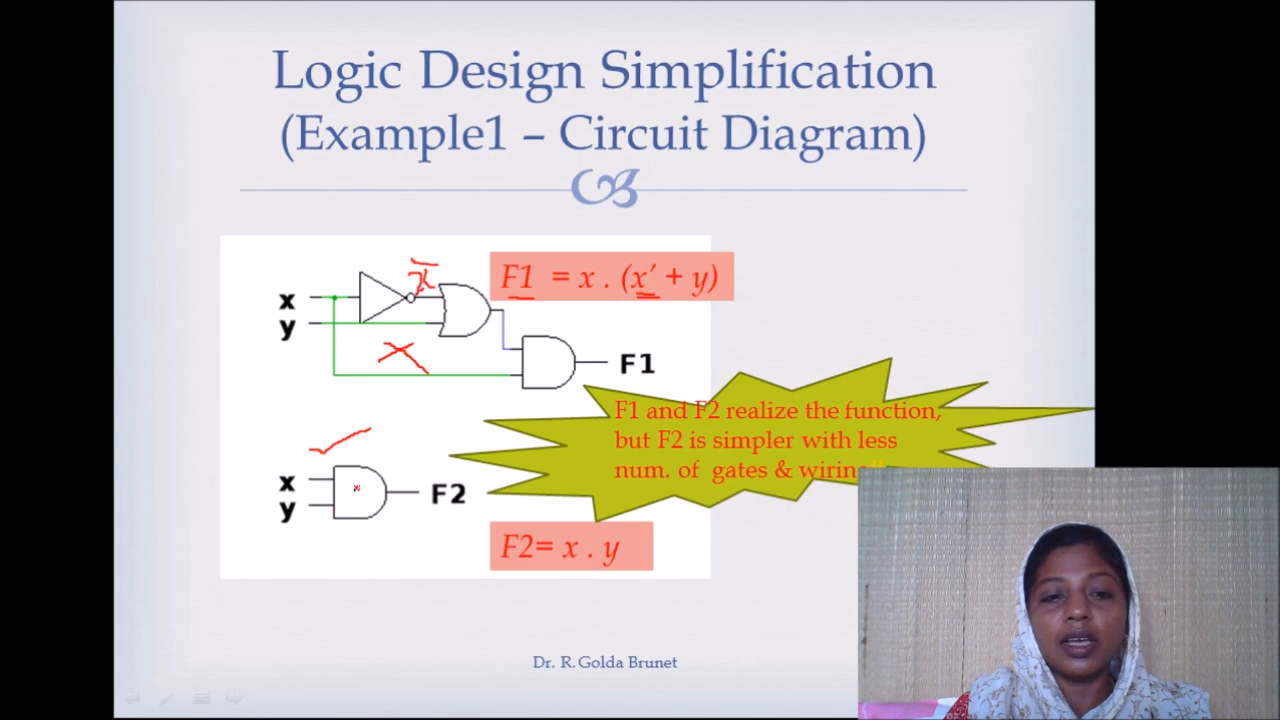 Logic Design Simplification
(Example1 – Circuit Diagram)
x̅
F1 = x . (x' + y)
x
y
F1
F1 and F2 realize the function,
but F2 is simpler with less
num. of gates & wiring
x
y
F2
F2= x . y
Dr. R.Golda Brunet